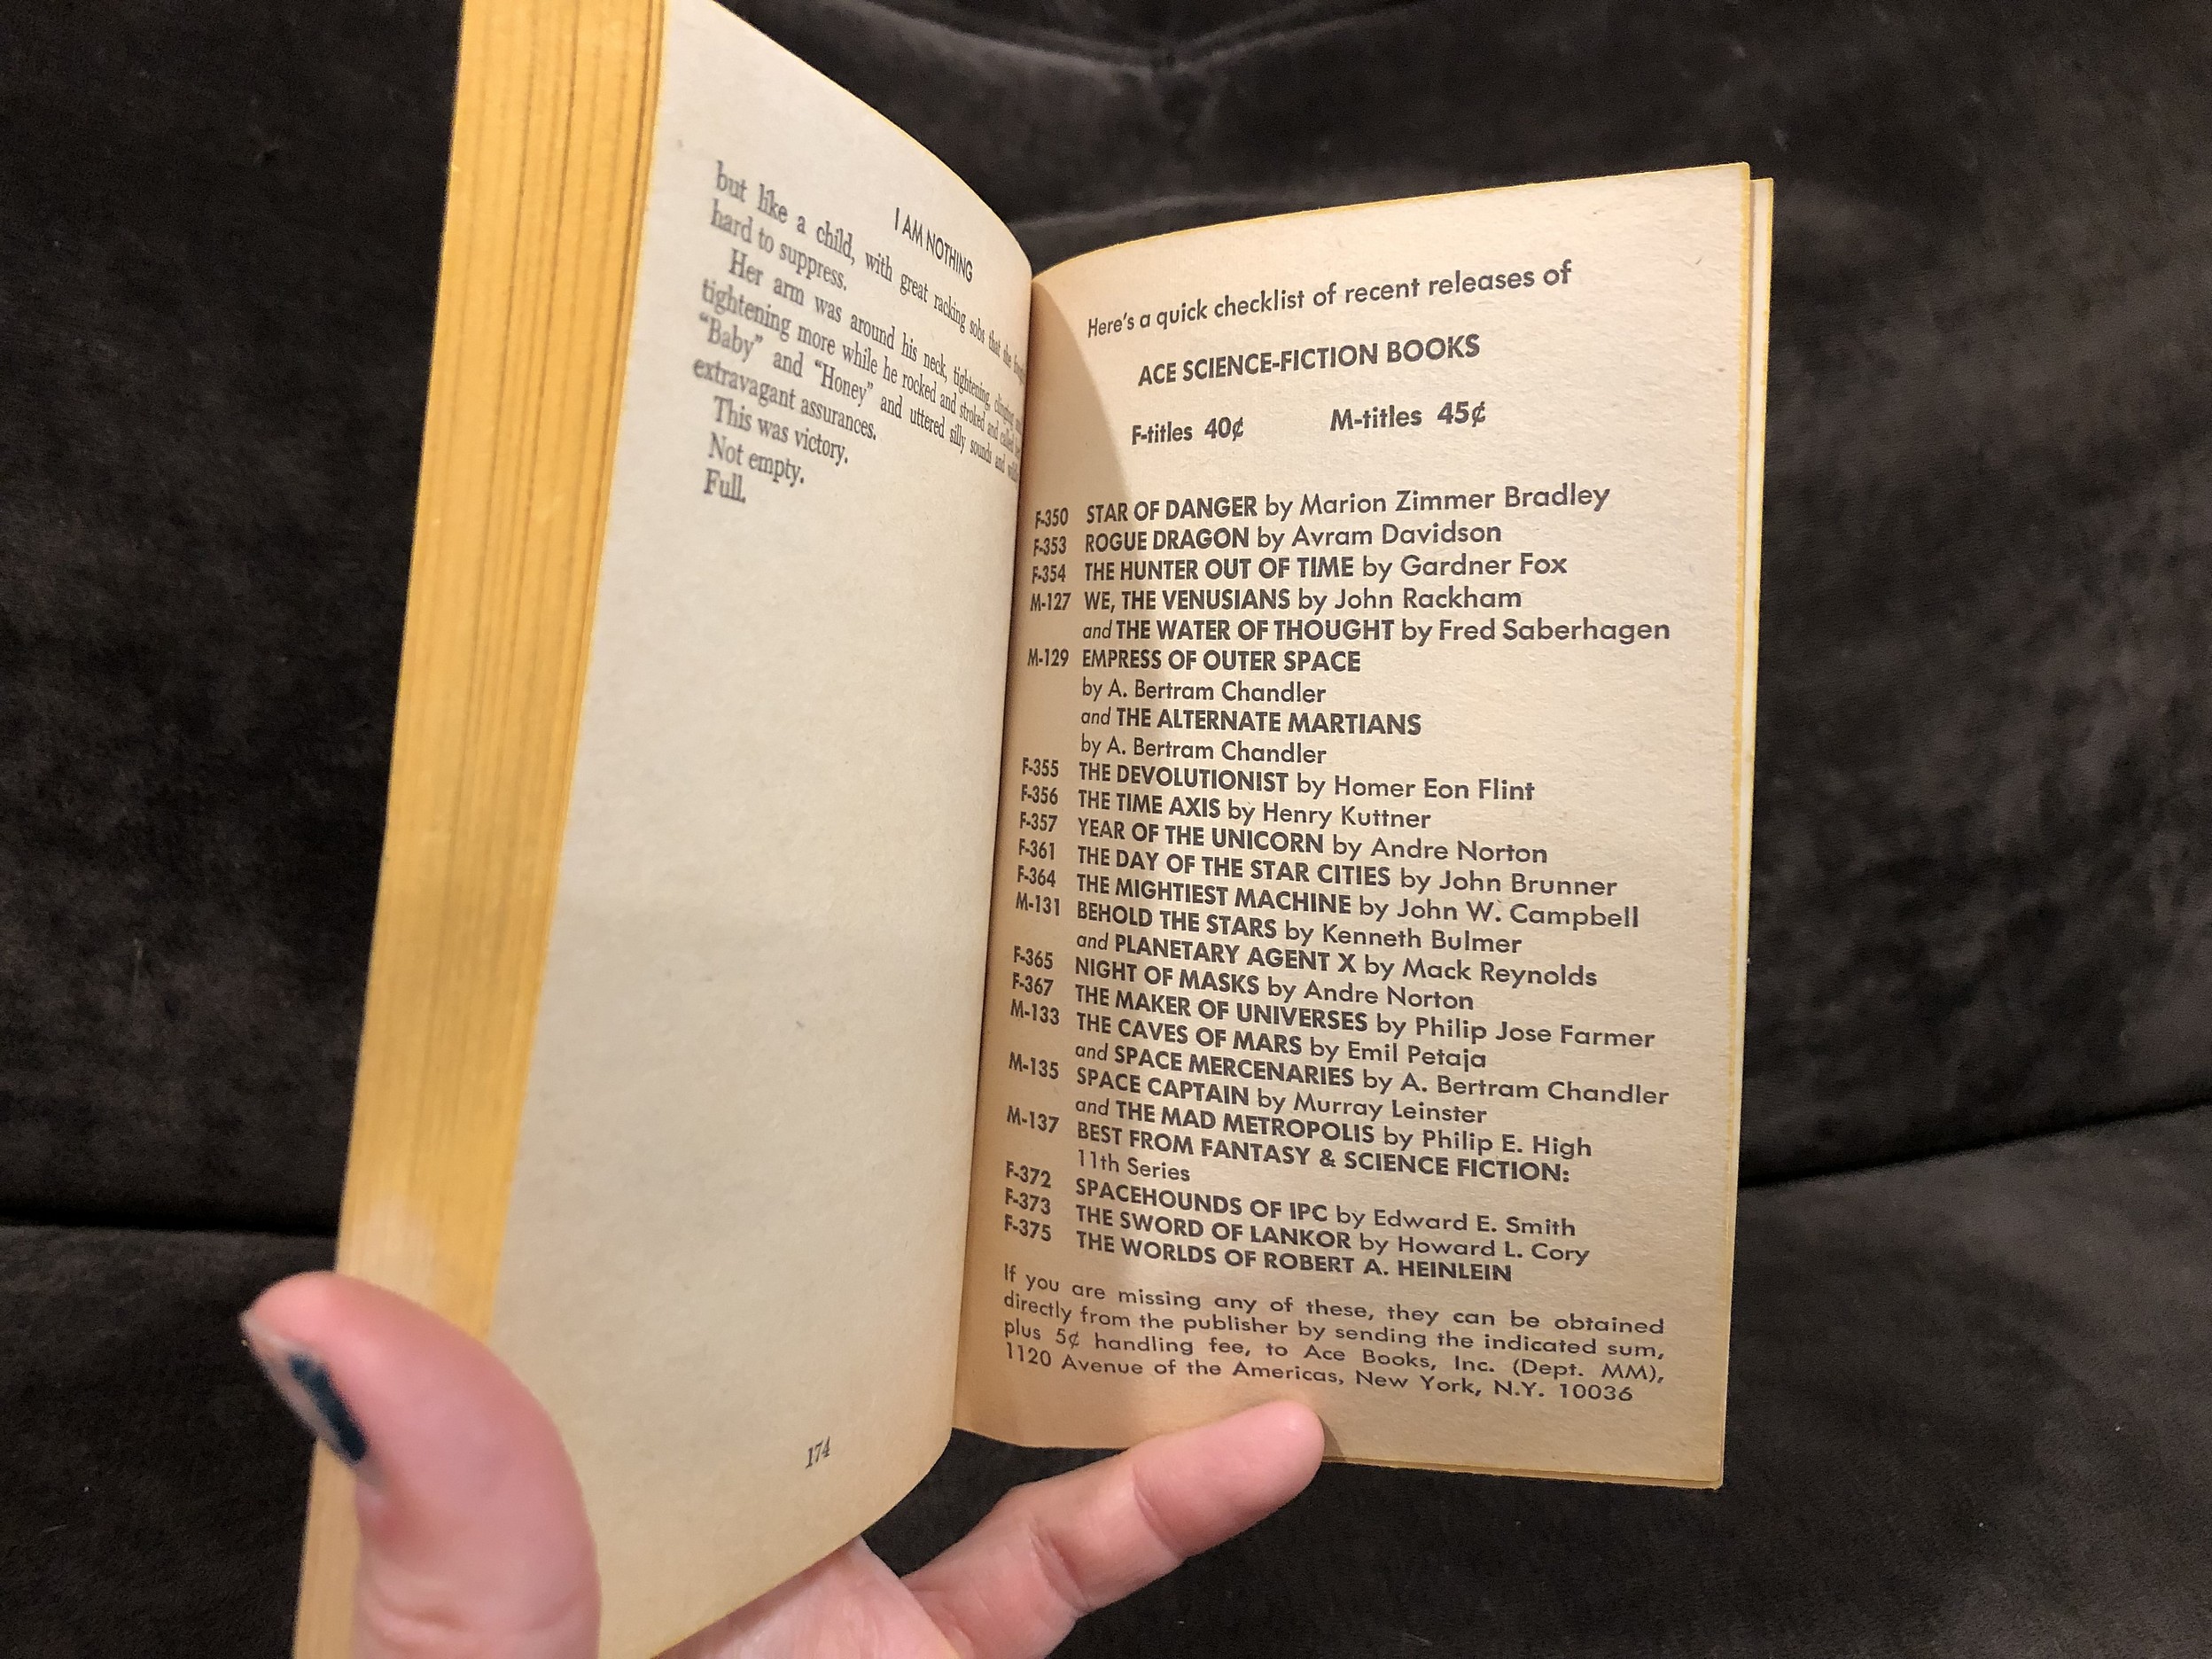 I AM NOTHING
but like a child, with great racking sobs that she
hard to suppress.
Her arm was around his neck, tightening, clinging
tightening more while he rocked and stroked and called
"Baby" and "Honey" and uttered silly sounds and
extravagant assurances.
This was victory.
Not empty.
Full.
174
Here's a quick checklist of recent releases of
ACE SCIENCE-FICTION BOOKS
F-titles 40¢ M-titles 45¢
F-350 STAR OF DANGER by Marion Zimmer Bradley
F-353 ROGUE DRAGON by Avram Davidson
F-354 THE HUNTER OUT OF TIME by Gardner Fox
M-127 WE, THE VENUSIANS by John Rackham
and THE WATER OF THOUGHT by Fred Saberhagen
M-129 EMPRESS OF OUTER SPACE
by A. Bertram Chandler
and THE ALTERNATE MARTIANS
by A. Bertram Chandler
F-355 THE DEVOLUTIONIST by Homer Eon Flint
F-356 THE TIME AXIS by Henry Kuttner
F-357 YEAR OF THE UNICORN by Andre Norton
F-361 THE DAY OF THE STAR CITIES by John Brunner
F-364 THE MIGHTIEST MACHINE by John W. Campbell
M-131 BEHOLD THE STARS by Kenneth Bulmer
and PLANETARY AGENT X by Mack Reynolds
F-365 NIGHT OF MASKS by Andre Norton
F-367 THE MAKER OF UNIVERSES by Philip Jose Farmer
M-133 THE CAVES OF MARS by Emil Petaja
and SPACE MERCENARIES by A. Bertram Chandler
M-135 SPACE CAPTAIN by Murray Leinster
and THE MAD METROPOLIS by Philip E. High
M-137 BEST FROM FANTASY & SCIENCE FICTION:
11th Series
F-372 SPACEHOUNDS OF IPC by Edward E. Smith
F-373 THE SWORD OF LANKOR by Howard L. Cory
F-375 THE WORLDS OF ROBERT A. HEINLEIN
If you are missing any of these, they can be obtained
directly from the publisher by sending the indicated sum,
plus 5¢ handling fee, to Ace Books, Inc. (Dept. MM),
1120 Avenue of the Americas, New York, N.Y. 10036